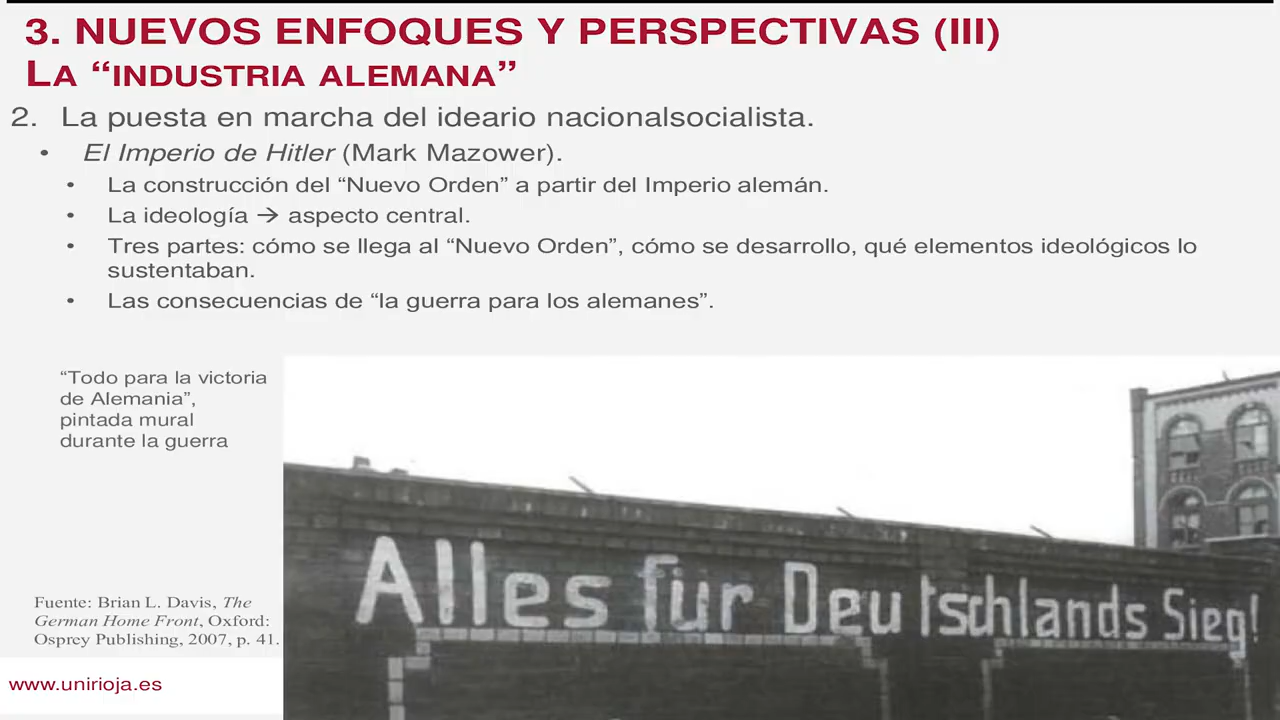 3. NUEVOS ENFOQUES Y PERSPECTIVAS (III)
LA “INDUSTRIA ALEMANA”
2. La puesta en marcha del ideario nacionalsocialista.
• El Imperio de Hitler (Mark Mazower).
• La construcción del “Nuevo Orden” a partir del Imperio alemán.
• La ideología → aspecto central.
• Tres partes: cómo se llega al “Nuevo Orden”, cómo se desarrollo, qué elementos ideológicos lo
sustentaban.
• Las consecuencias de “la guerra para los alemanes”.
“Todo para la victoria
de Alemania”,
pintada mural
durante la guerra
Alles für Deutschlands Sieg!
Fuente: Brian L. Davis, The
German Home Front, Oxford:
Osprey Publishing, 2007, p. 41.
www.unirioja.es